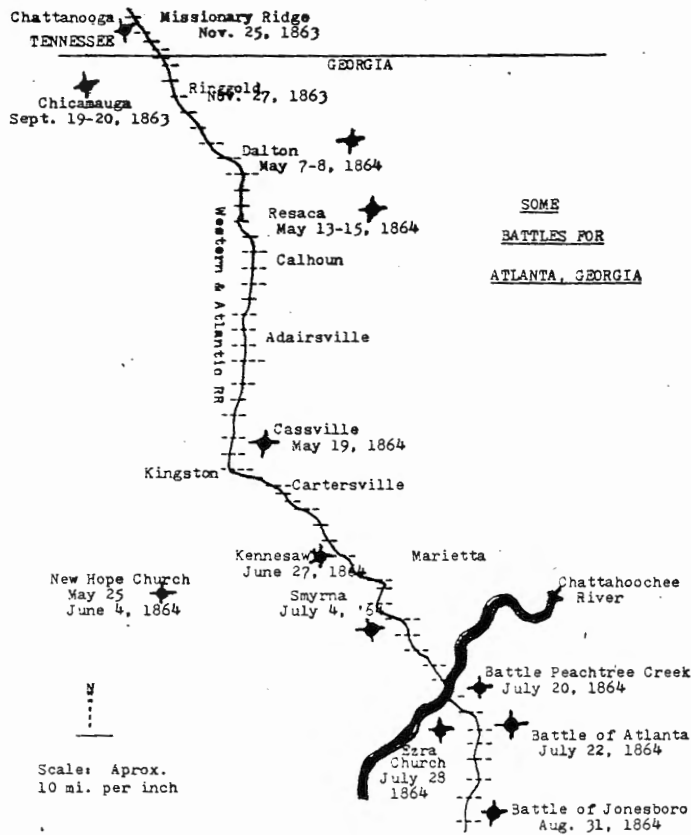 Chattanooga
TENNESSEE
Missionary Ridge
Nov. 25, 1863
GEORGIA
Ringgold
Nov. 27, 1863
Chicamauga
Sept. 19-20, 1863
Dalton
May 7-8, 1864
Resaca
May 13-15, 1864
SOME
BATTLES FOR
ATLANTA, GEORGIA
Western & Atlantic RR
Calhoun
Adairsville
Cassville
May 19, 1864
Kingston
Cartersville
Kennesaw
June 27, 1864
Marietta
New Hope Church
May 25
June 4, 1864
Smyrna
July 4, '6
Chattahoochee
River
Battle Peachtree Creek
July 20, 1864
N
Battle of Atlanta
July 22, 1864
Ezra
Church
July 28
1864
Scale: Aprox.
10 mi. per inch
Battle of Jonesboro
Aug. 31, 1864